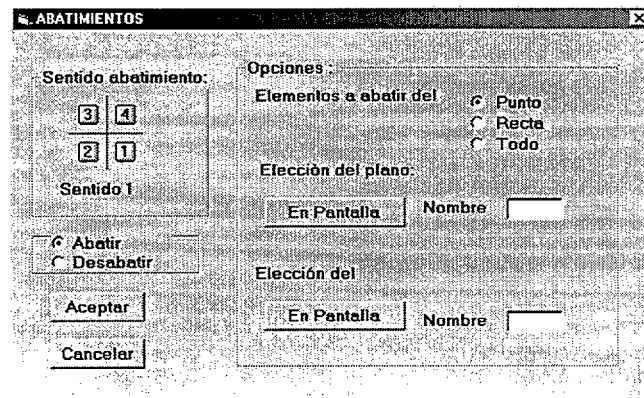 ABATIMIENTOS
Sentido abatimiento:
3 4
2 1
Sentido 1
Abatir
Desabatir
Aceptar
Cancelar
Opciones :
Elementos a abatir del
Punto
Recta
Todo
Elección del plano:
En Pantalla
Nombre
Elección del
En Pantalla
Nombre